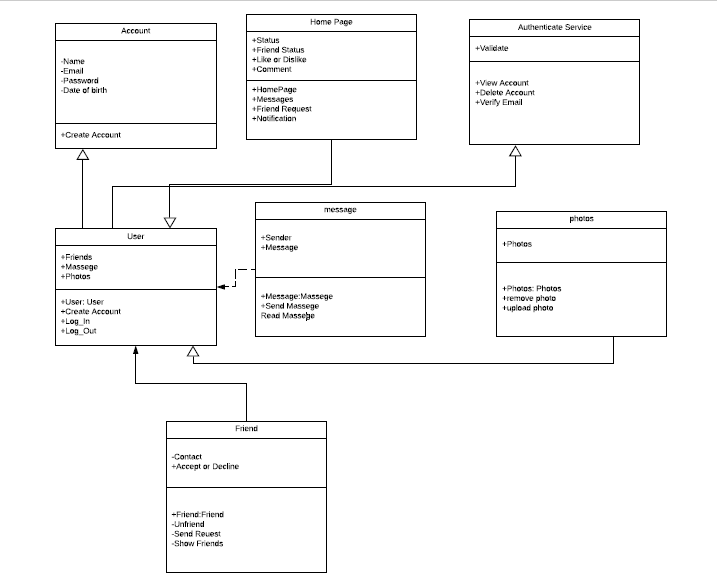 Account
-Name
-Email
-Password
-Date of birth
+Create Account
Home Page
+Status
+Friend Status
+Like or Dislike
+Comment
+HomePage
+Messages
+Friend Request
+Notification
Authenticate Service
+Validate
+View Account
+Delete Account
+Verify Email
User
+Friends
+Massege
+Photos
+User: User
+Create Account
+Log_In
+Log_Out
message
+Sender
+Message
+Message:Massege
+Send Massege
Read Massege
photos
+Photos
+Photos: Photos
+remove photo
+upload photo
Friend
-Contact
+Accept or Decline
+Friend:Friend
-Unfriend
-Send Reuest
-Show Friends